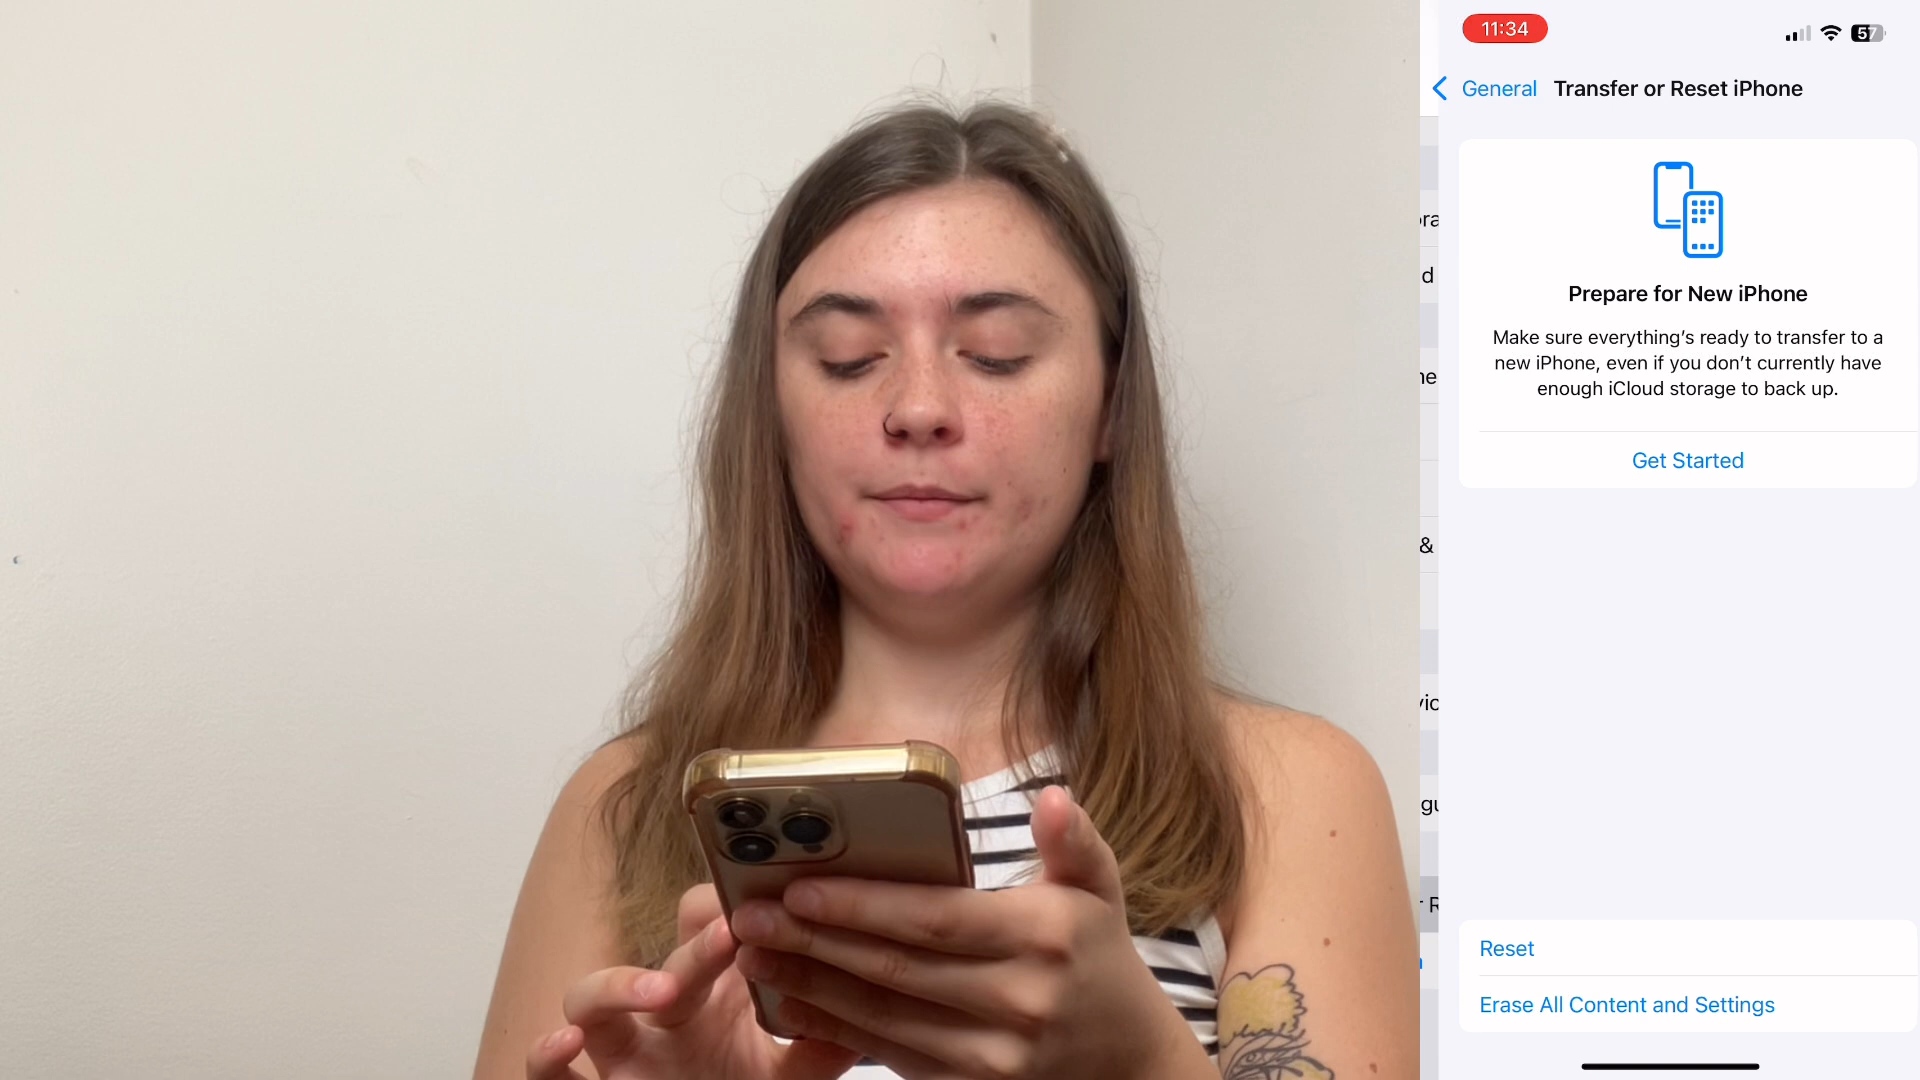 11:34
57
General
Transfer or Reset iPhone
Prepare for New iPhone
Make sure everything's ready to transfer to a
new iPhone, even if you don't currently have
enough iCloud storage to back up.
Get Started
&
Reset
Erase All Content and Settings